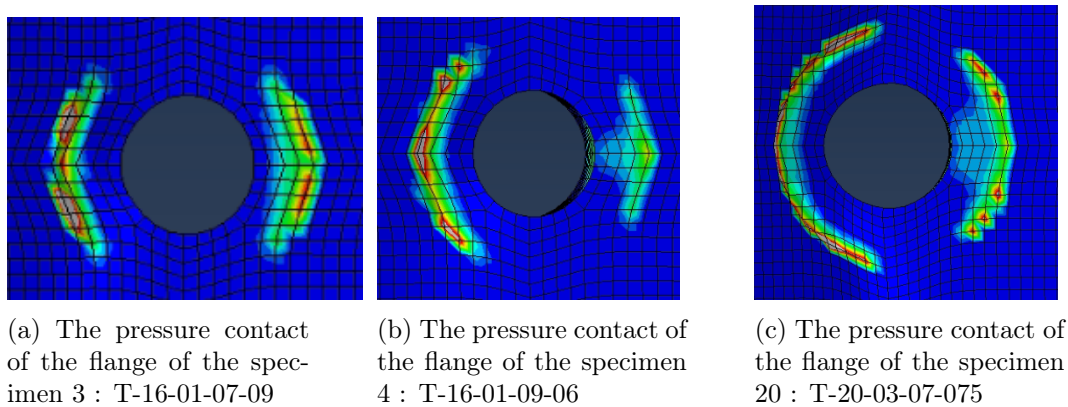 (a) The pressure contact
of the flange of the spec-
imen 3 : T-16-01-07-09
(b) The pressure contact of
the flange of the specimen
4 : T-16-01-09-06
(c) The pressure contact of
the flange of the specimen
20 : T-20-03-07-075